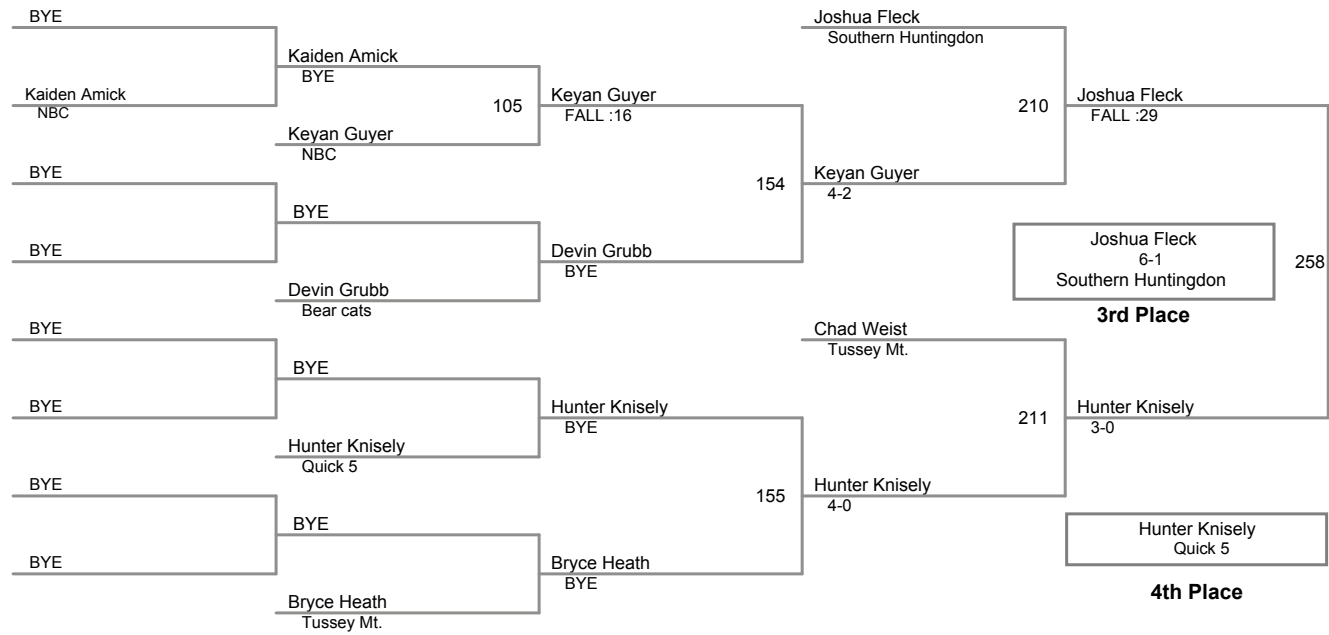 BYE
Kaiden Amick
NBC
BYE
BYE
BYE
BYE
BYE
BYE
Kaiden Amick
BYE
Keyan Guyer
NBC
BYE
Devin Grubb
Bear cats
BYE
Hunter Knisely
Quick 5
BYE
Bryce Heath
Tussey Mt.
105
Keyan Guyer
FALL :16
Devin Grubb
BYE
Hunter Knisely
BYE
Bryce Heath
BYE
154
155
Joshua Fleck
Southern Huntingdon
Keyan Guyer
4-2
Chad Weist
Tussey Mt.
Hunter Knisely
4-0
210
211
Joshua Fleck
FALL :29
Hunter Knisely
3-0
258
Joshua Fleck
6-1
Southern Huntingdon
3rd Place
Hunter Knisely
Quick 5
4th Place